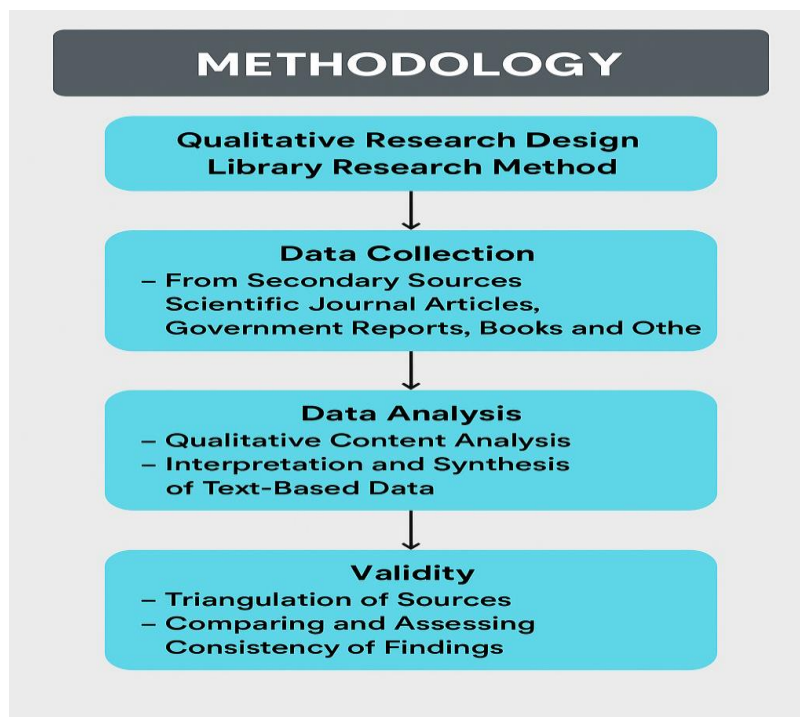 METHODOLOGY
Qualitative Research Design
Library Research Method
Data Collection
– From Secondary Sources
Scientific Journal Articles,
Government Reports, Books and Othe
Data Analysis
– Qualitative Content Analysis
– Interpretation and Synthesis
of Text-Based Data
Validity
– Triangulation of Sources
– Comparing and Assessing
Consistency of Findings